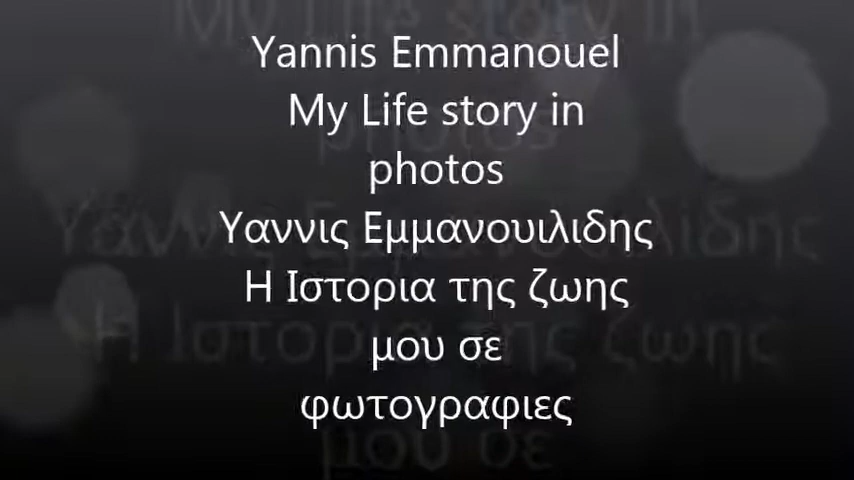 Yannis Emmanouel
My Life story in
photos
Υαννις Εμμανουιλιδης
Η Ιστορια της ζωης
μου σε
φωτογραφιες